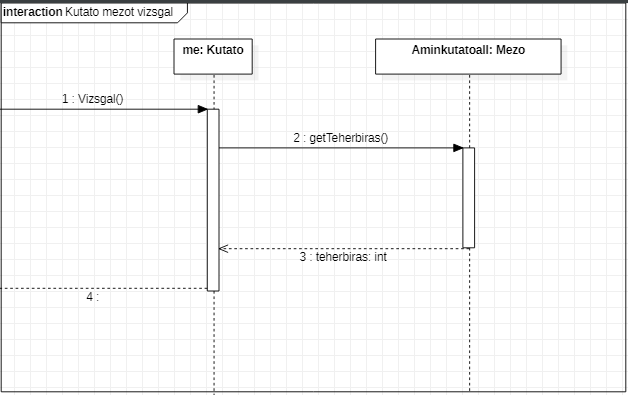 interaction Kutato mezot vizsgal
me: Kutato
Aminkutatoall: Mezo
1 : Vizsgal()
2 : getTeherbiras()
3 : teherbiras: int
4 :